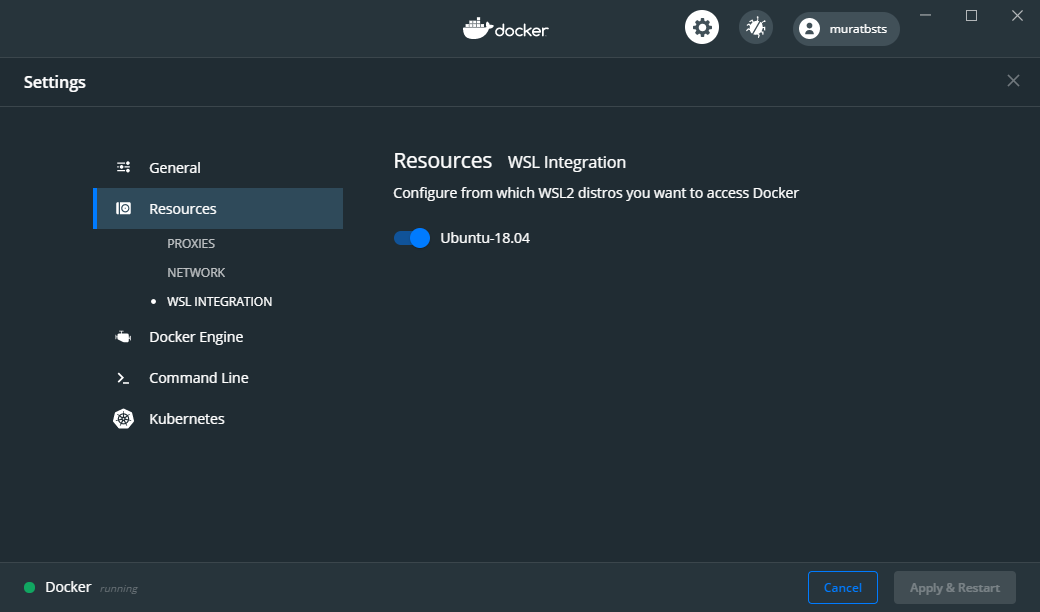 docker
muratbsts
Settings
General
Resources
PROXIES
NETWORK
WSL INTEGRATION
Docker Engine
Command Line
Kubernetes
Resources WSL Integration
Configure from which WSL2 distros you want to access Docker
Ubuntu-18.04
Docker running
Cancel
Apply & Restart